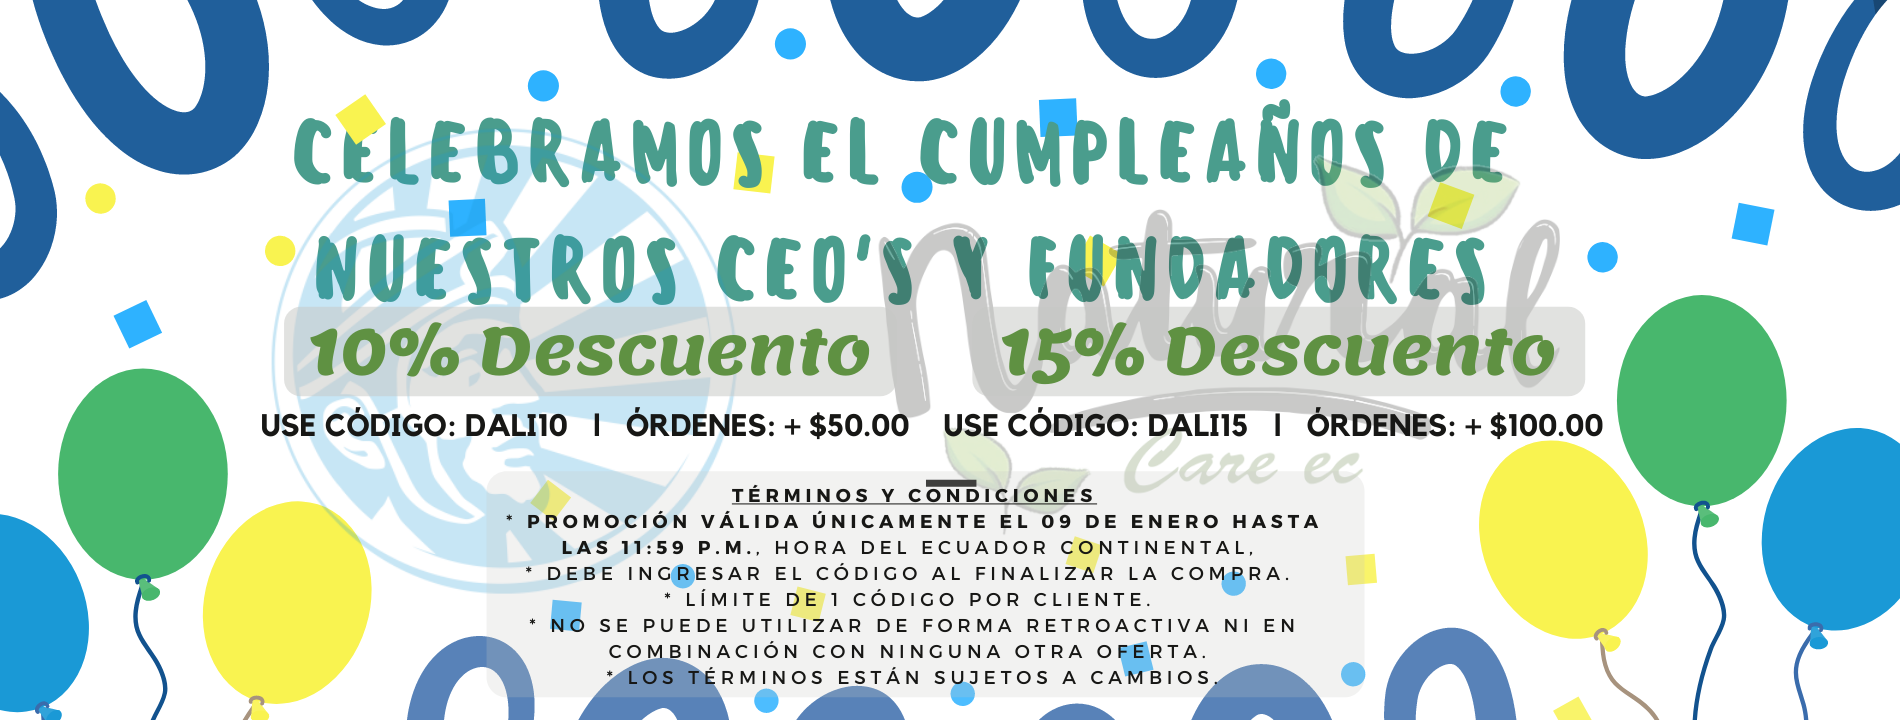 CELEBRAMOS EL CUMPLEAÑOS DE
NUESTROS CEO'S Y FUNDADORES
10% Descuento
15% Descuento
USE CÓDIGO: DALI10 | ÓRDENES: + $50.00
USE CÓDIGO: DALI15 | ÓRDENES: + $100.00
Natural
Care ec
TÉRMINOS Y CONDICIONES
* PROMOCIÓN VÁLIDA ÚNICAMENTE EL 09 DE ENERO HASTA
LAS 11:59 P.M., HORA DEL ECUADOR CONTINENTAL,
* DEBE INGRESAR EL CÓDIGO AL FINALIZAR LA COMPRA.
* LÍMITE DE 1 CÓDIGO POR CLIENTE.
* NO SE PUEDE UTILIZAR DE FORMA RETROACTIVA NI EN
COMBINACIÓN CON NINGUNA OTRA OFERTA.
* LOS TÉRMINOS ESTÁN SUJETOS A CAMBIOS.